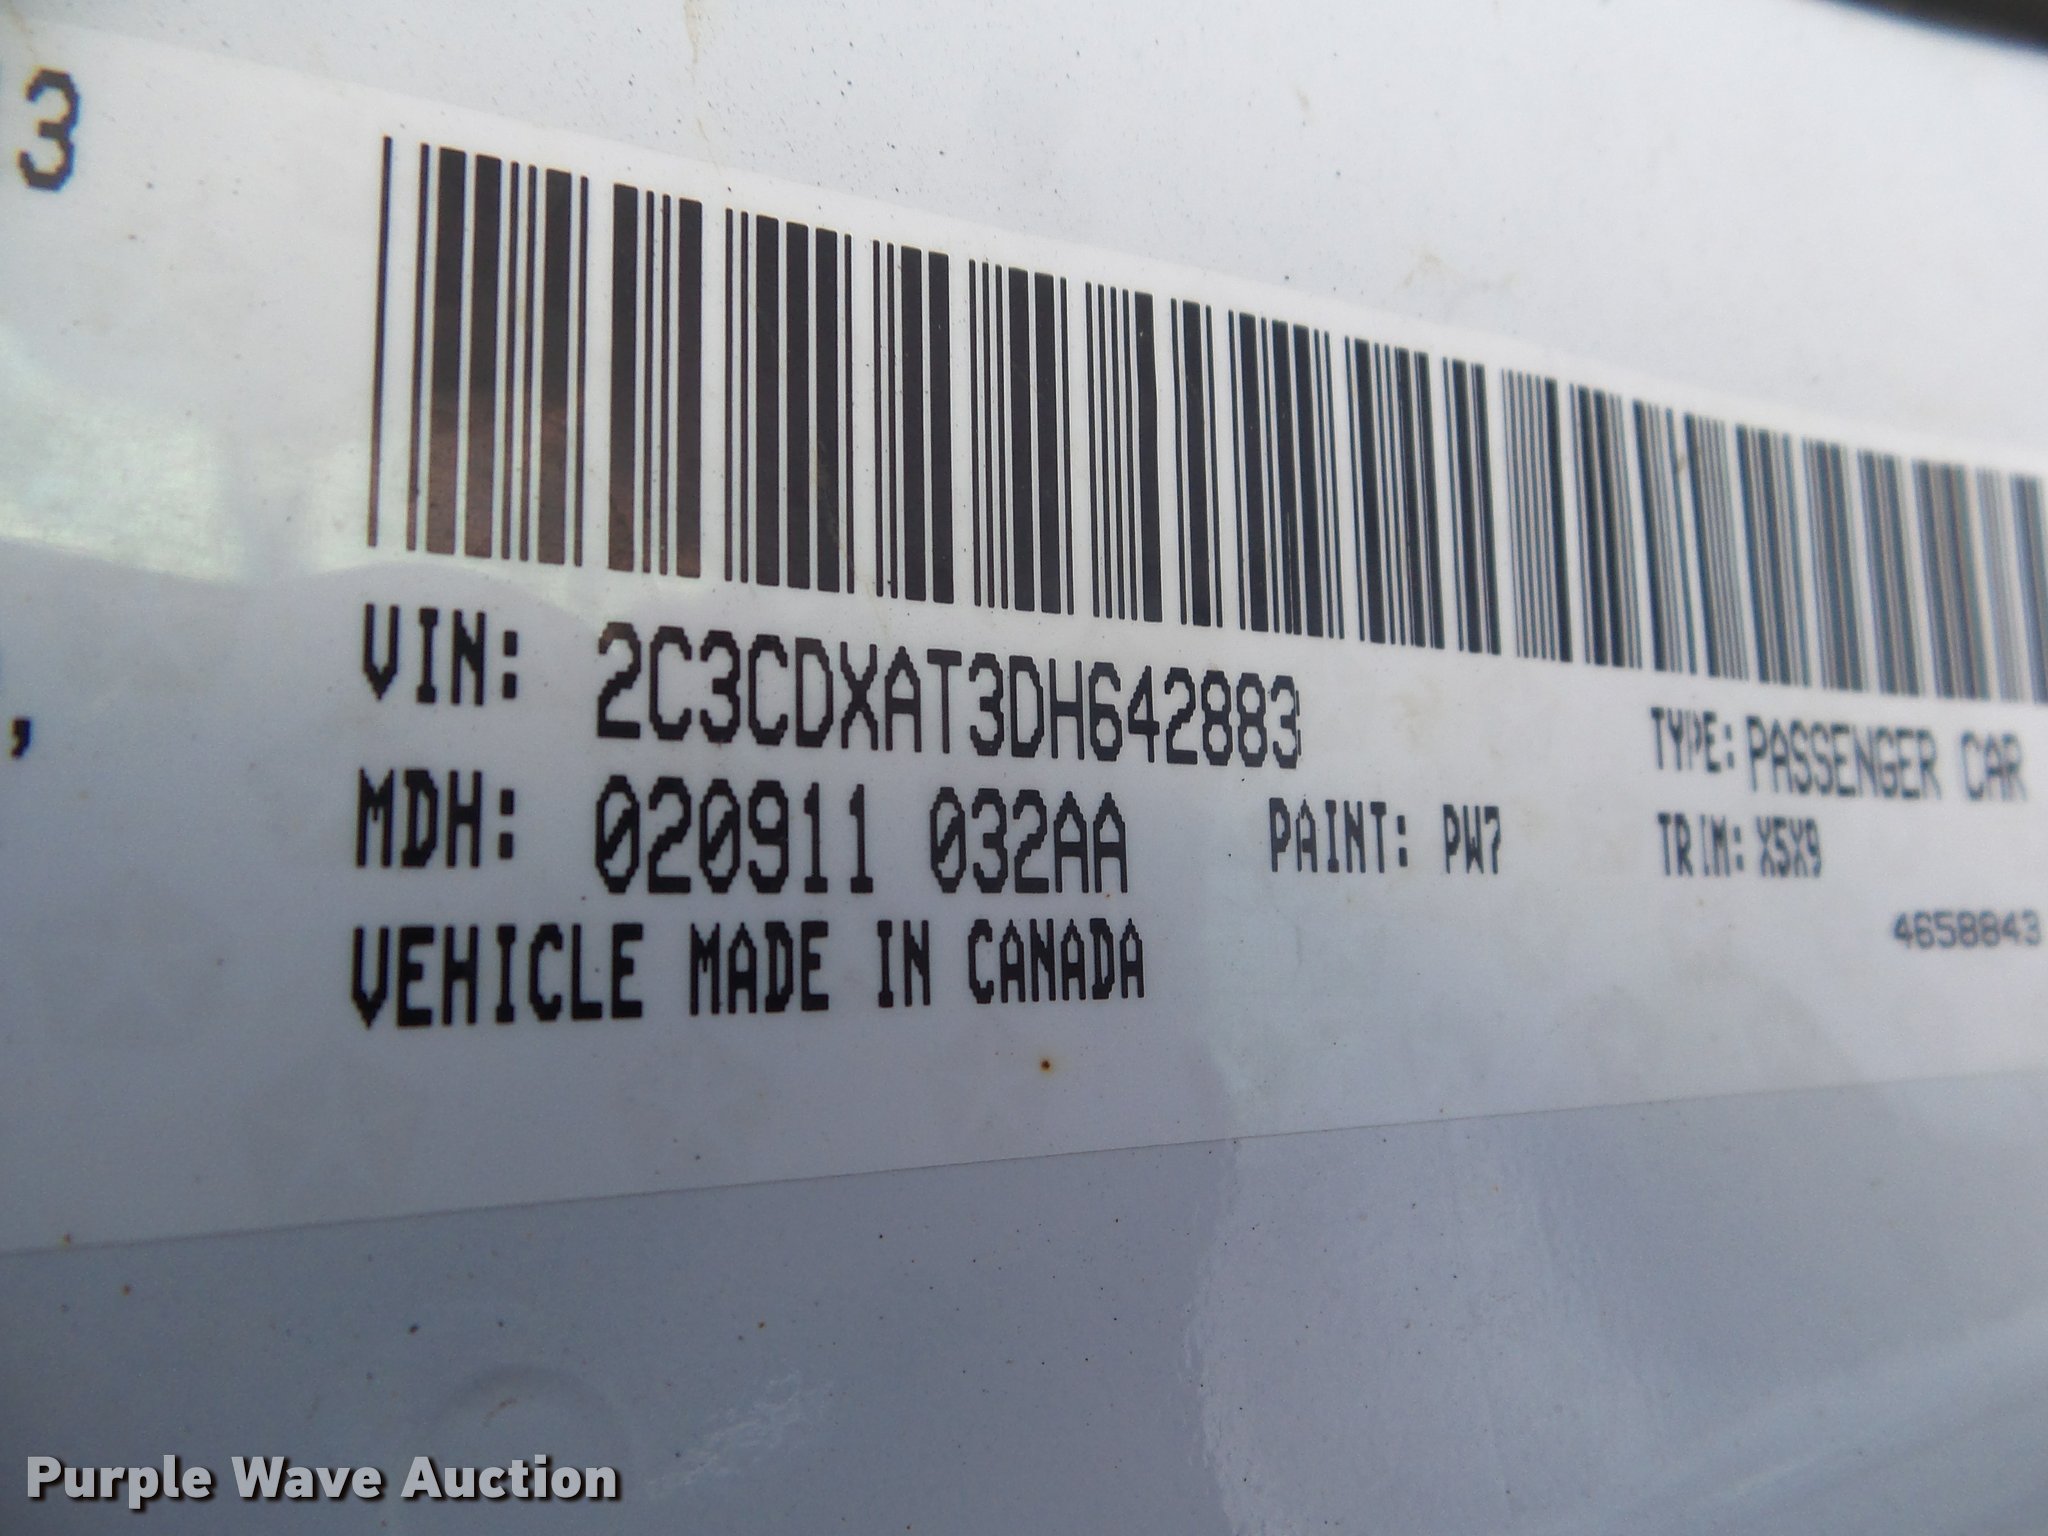 3
,
VIN: 2C3CDXAT3DH642883
TYPE: PASSENGER CAR
MDH: 020911 032AA PAINT: PW7 TRIM: X5X9
VEHICLE MADE IN CANADA
4658843
Purple Wave Auction